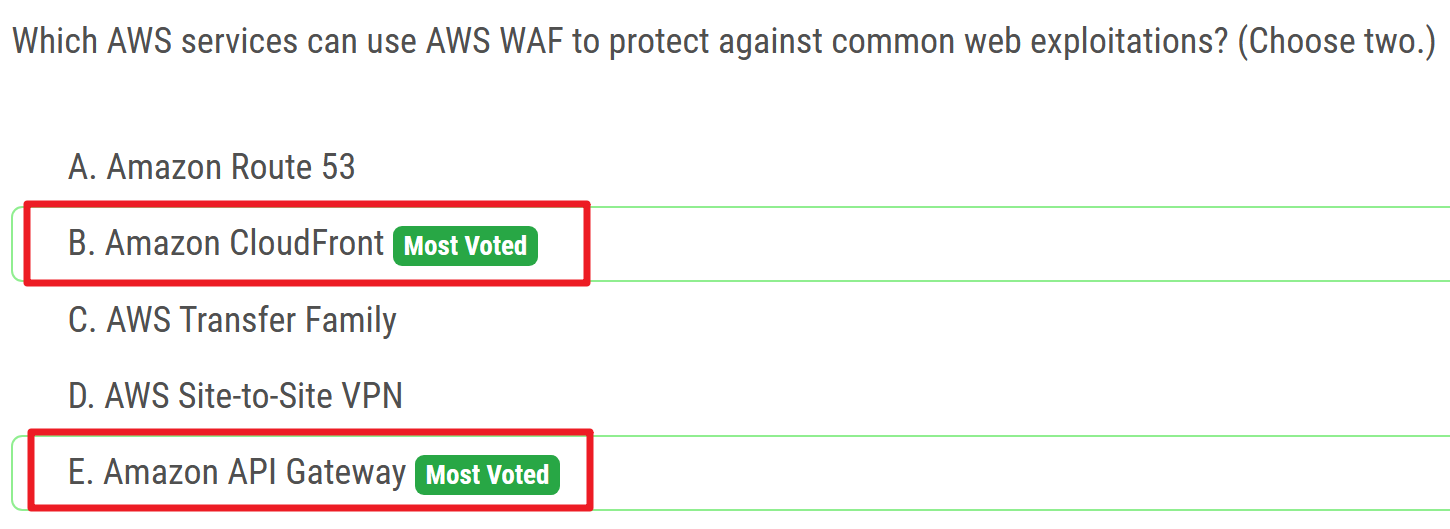 Which AWS services can use AWS WAF to protect against common web exploitations? (Choose two.)
A. Amazon Route 53
B. Amazon CloudFront Most Voted
C. AWS Transfer Family
D. AWS Site-to-Site VPN
E. Amazon API Gateway Most Voted